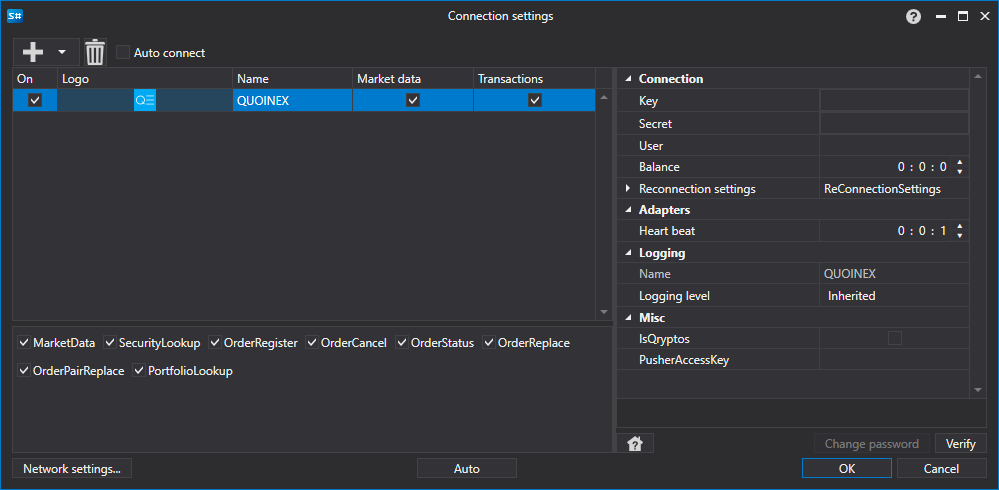 S# Connection settings ?
Auto connect
On Logo Name Market data Transactions
QUOINEX
MarketData SecurityLookup OrderRegister OrderCancel OrderStatus OrderReplace
OrderPairReplace PortfolioLookup
Connection
Key
Secret
User
Balance 0 : 0 : 0
Reconnection settings ReConnectionSettings
Adapters
Heart beat 0 : 0 : 1
Logging
Name QUOINEX
Logging level Inherited
Misc
IsQryptos
PusherAccessKey
? Change password Verify
Network settings... Auto OK Cancel